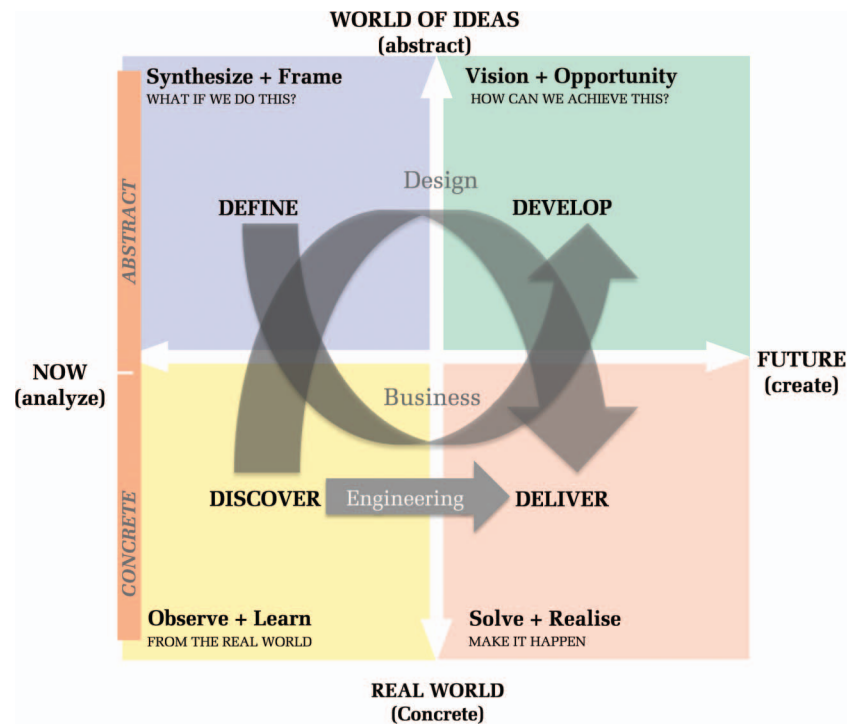 WORLD OF IDEAS
(abstract)
Synthesize + Frame
WHAT IF WE DO THIS?
Vision + Opportunity
HOW CAN WE ACHIEVE THIS?
ABSTRACT
Design
DEFINE
DEVELOP
NOW
(analyze)
FUTURE
(create)
Business
CONCRETE
DISCOVER
Engineering
DELIVER
Observe + Learn
FROM THE REAL WORLD
Solve + Realise
MAKE IT HAPPEN
REAL WORLD
(Concrete)